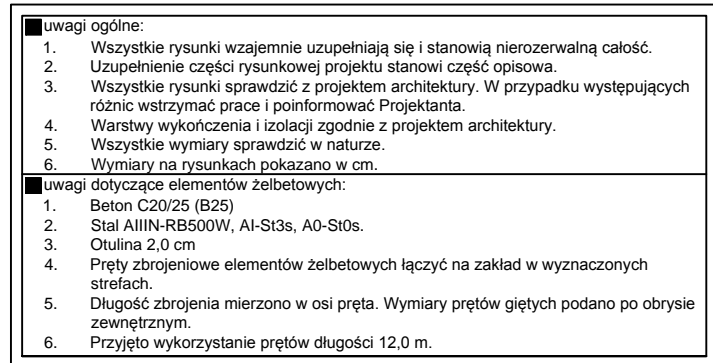 uwagi ogólne:
1. Wszystkie rysunki wzajemnie uzupełniają się i stanowią nierozerwalną całość.
2. Uzupełnienie części rysunkowej projektu stanowi część opisowa.
3. Wszystkie rysunki sprawdzić z projektem architektury. W przypadku występujących
różnic wstrzymać prace i poinformować Projektanta.
4. Warstwy wykończenia i izolacji zgodnie z projektem architektury.
5. Wszystkie wymiary sprawdzić w naturze.
6. Wymiary na rysunkach pokazano w cm.
uwagi dotyczące elementów żelbetowych:
1. Beton C20/25 (B25)
2. Stal AIIIN-RB500W, AI-St3s, A0-St0s.
3. Otulina 2,0 cm
4. Pręty zbrojeniowe elementów żelbetowych łączyć na zakład w wyznaczonych
strefach.
5. Długość zbrojenia mierzono w osi pręta. Wymiary prętów giętych podano po obrysie
zewnętrznym.
6. Przyjęto wykorzystanie prętów długości 12,0 m.